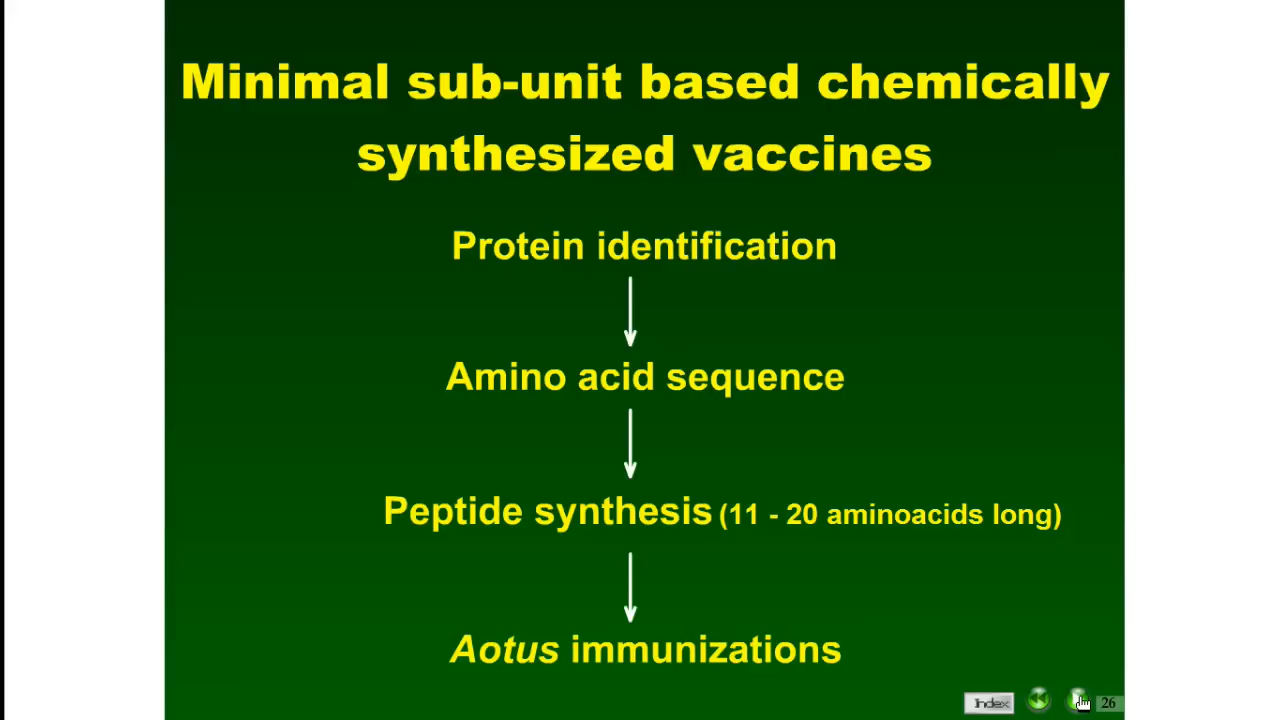 Minimal sub-unit based chemically
synthesized vaccines
Protein identification
Amino acid sequence
Peptide synthesis (11 - 20 aminoacids long)
Aotus immunizations
Index
26